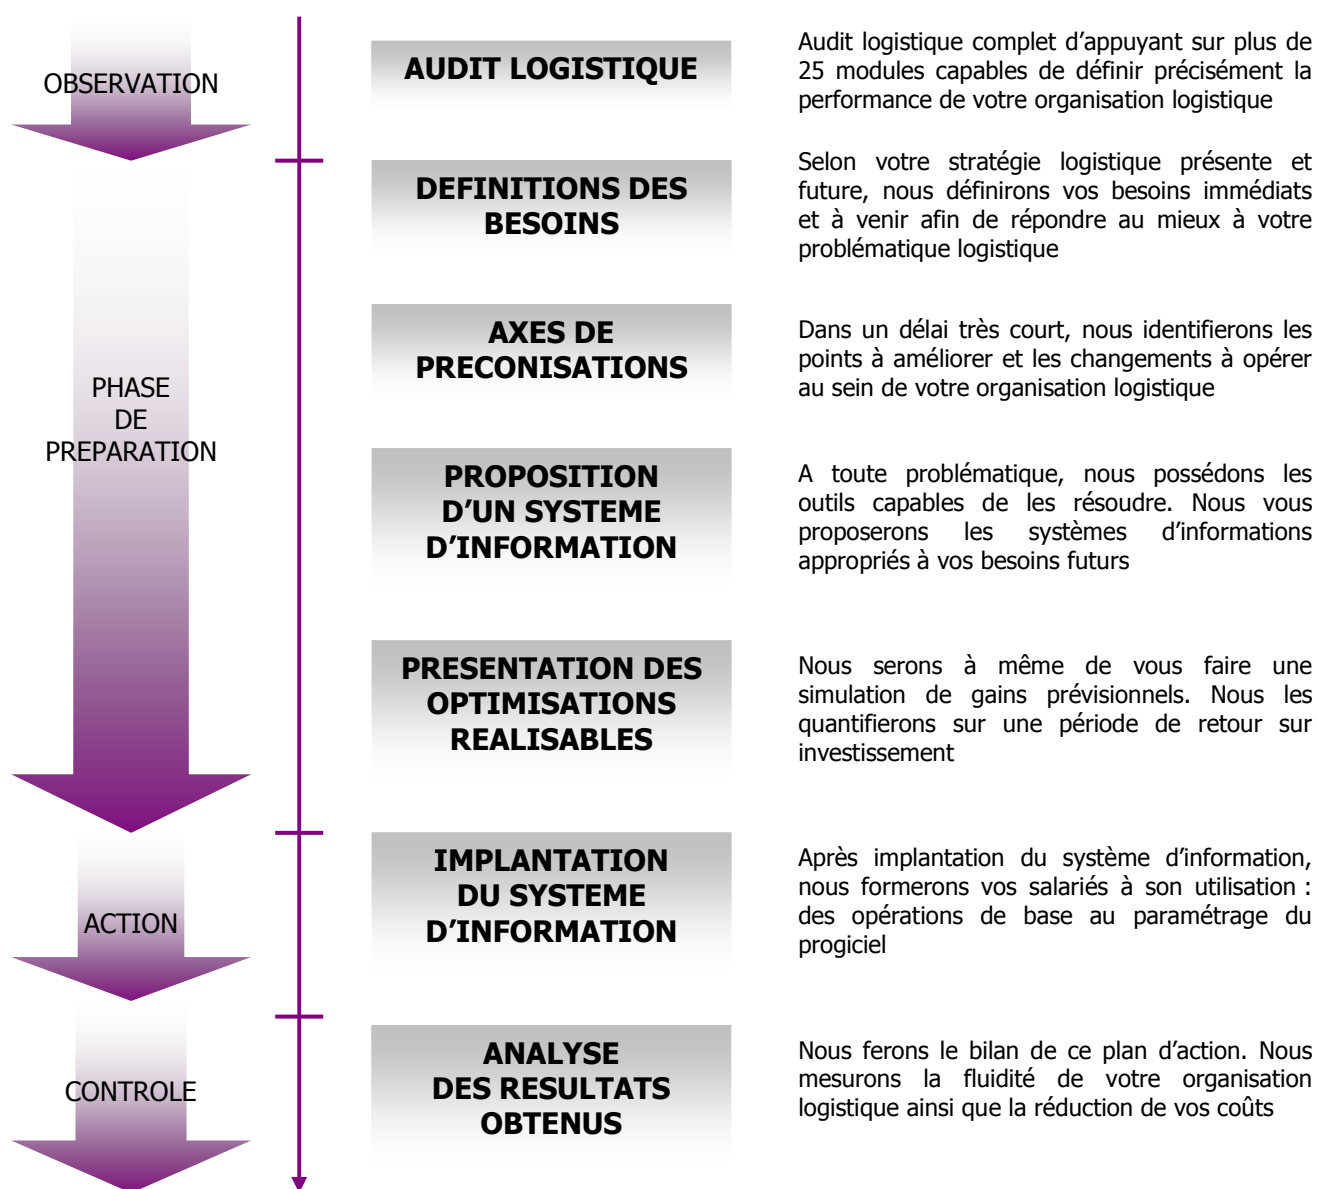 OBSERVATION
AUDIT LOGISTIQUE
Audit logistique complet d’appuyant sur plus de
25 modules capables de définir précisément la
performance de votre organisation logistique
PHASE
DE
PREPARATION
DEFINITIONS DES
BESOINS
Selon votre stratégie logistique présente et
future, nous définirons vos besoins immédiats
et à venir afin de répondre au mieux à votre
problématique logistique
AXES DE
PRECONISATIONS
Dans un délai très court, nous identifierons les
points à améliorer et les changements à opérer
au sein de votre organisation logistique
PROPOSITION
D’UN SYSTEME
D’INFORMATION
A toute problématique, nous possédons les
outils capables de les résoudre. Nous vous
proposerons les systèmes d’informations
appropriés à vos besoins futurs
PRESENTATION DES
OPTIMISATIONS
REALISABLES
Nous serons à même de vous faire une
simulation de gains prévisionnels. Nous les
quantifierons sur une période de retour sur
investissement
ACTION
IMPLANTATION
DU SYSTEME
D’INFORMATION
Après implantation du système d’information,
nous formerons vos salariés à son utilisation :
des opérations de base au paramétrage du
progiciel
CONTROLE
ANALYSE
DES RESULTATS
OBTENUS
Nous ferons le bilan de ce plan d’action. Nous
mesurons la fluidité de votre organisation
logistique ainsi que la réduction de vos coûts